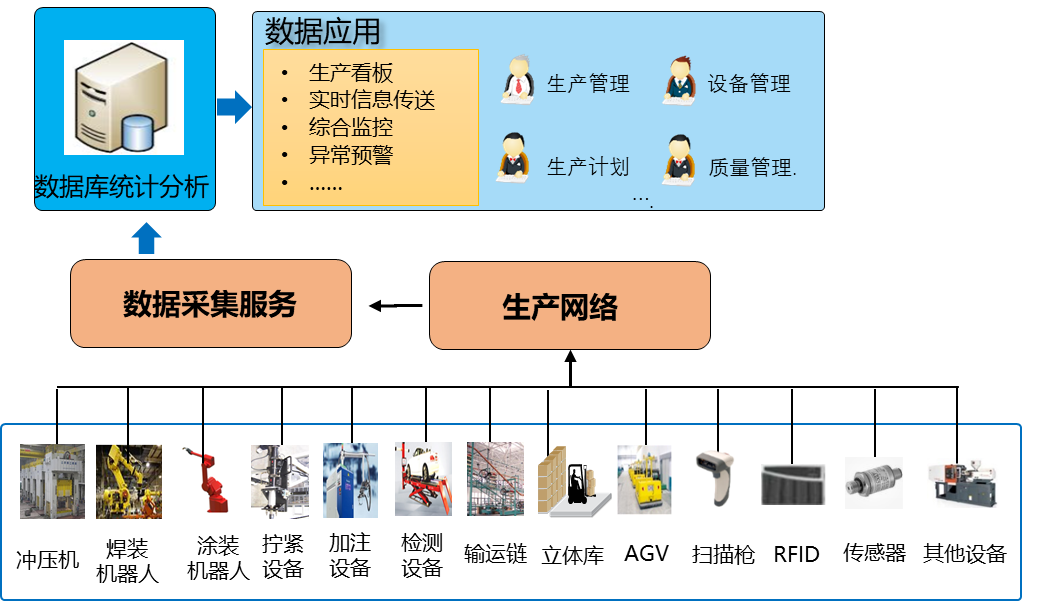 数据应用
• 生产看板
• 实时信息传送
• 综合监控
• 异常预警
• ......
生产管理
设备管理
生产计划
质量管理.
….
数据库统计分析
数据采集服务
生产网络
冲压机
焊装
机器人
涂装
机器人
拧紧
设备
加注
设备
检测
设备
输运链
立体库
AGV
扫描枪
RFID
传感器
其他设备